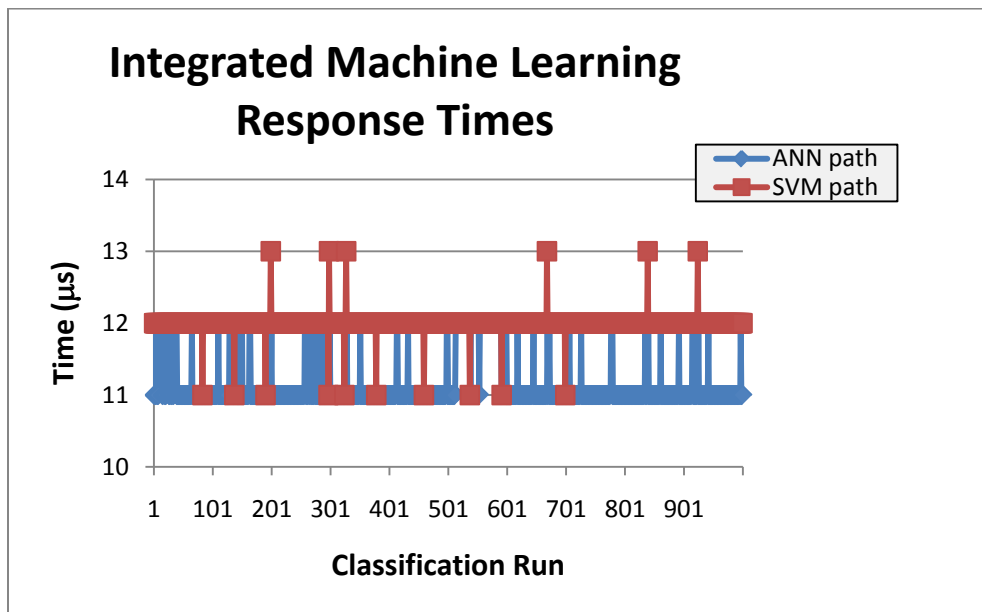 Integrated Machine Learning
Response Times
ANN path
SVM path
14
13
12
11
10
Time (µs)
1 101 201 301 401 501 601 701 801 901
Classification Run